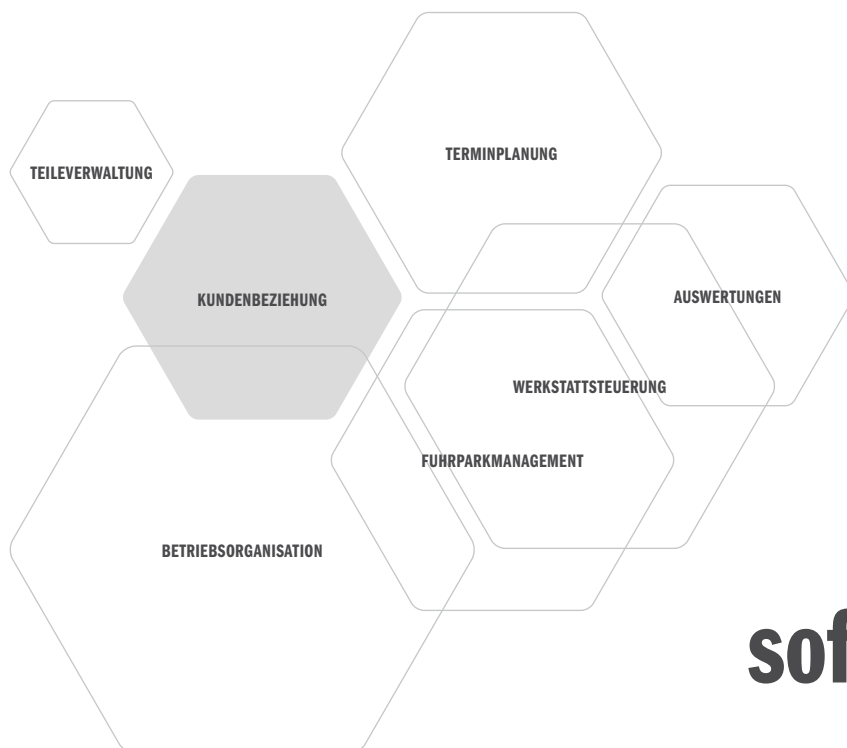 TERMINPLANUNG
TEILEVERWALTUNG
KUNDENBEZIEHUNG
AUSWERTUNGEN
WERKSTATTSTEUERUNG
FUHRPARKMANAGEMENT
BETRIEBSORGANISATION
sof